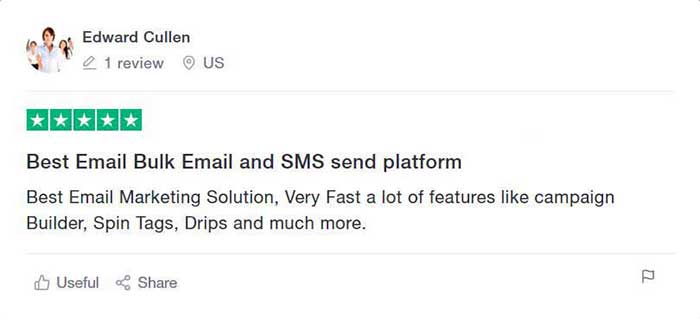 Edward Cullen
1 review US
Best Email Bulk Email and SMS send platform
Best Email Marketing Solution, Very Fast a lot of features like campaign
Builder, Spin Tags, Drips and much more.
Useful Share